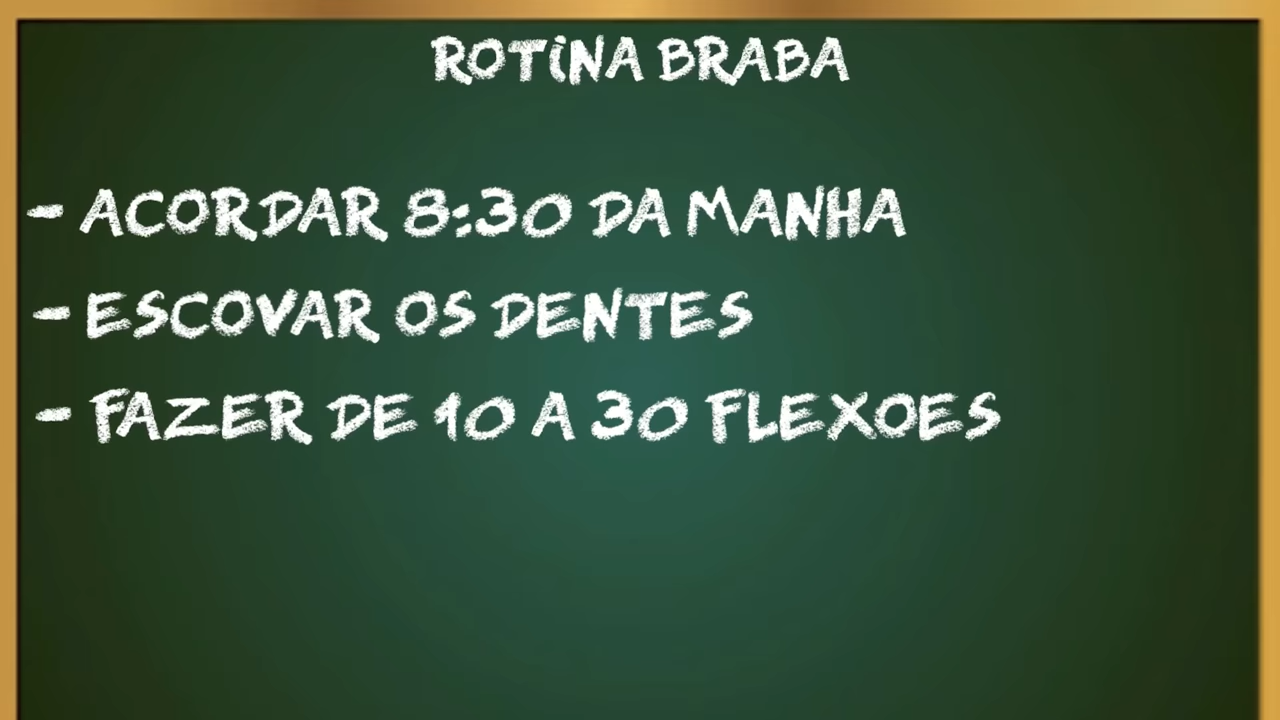 ROTINA BRABA
- ACORDAR 8:30 DA MANHA
- ESCOVAR OS DENTES
- FAZER DE 10 A 30 FLEXOES